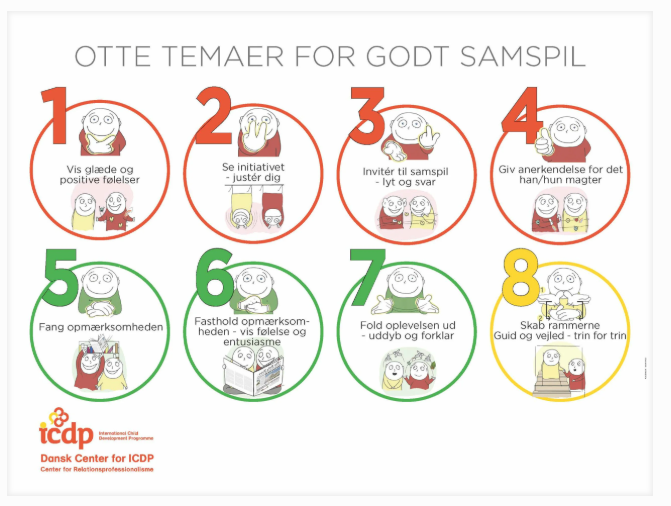 OTTE TEMAER FOR GODT SAMSPIL
1
Vis glæde og
positive følelser
2
Se initiativet
- justér dig
3
Invitér til samspil
- lyt og svar
4
Giv anerkendelse for det
han/hun magter
5
Fang opmærksomheden
6
Fasthold opmærksom-
heden - vis følelse og
entusiasme
7
Fold oplevelsen ud
- uddyb og forklar
8
Skab rammerne
Guid og vejled - trin for trin
icdp
International Child
Development Programme
Dansk Center for ICDP
Center for Relationsprofessionalisme